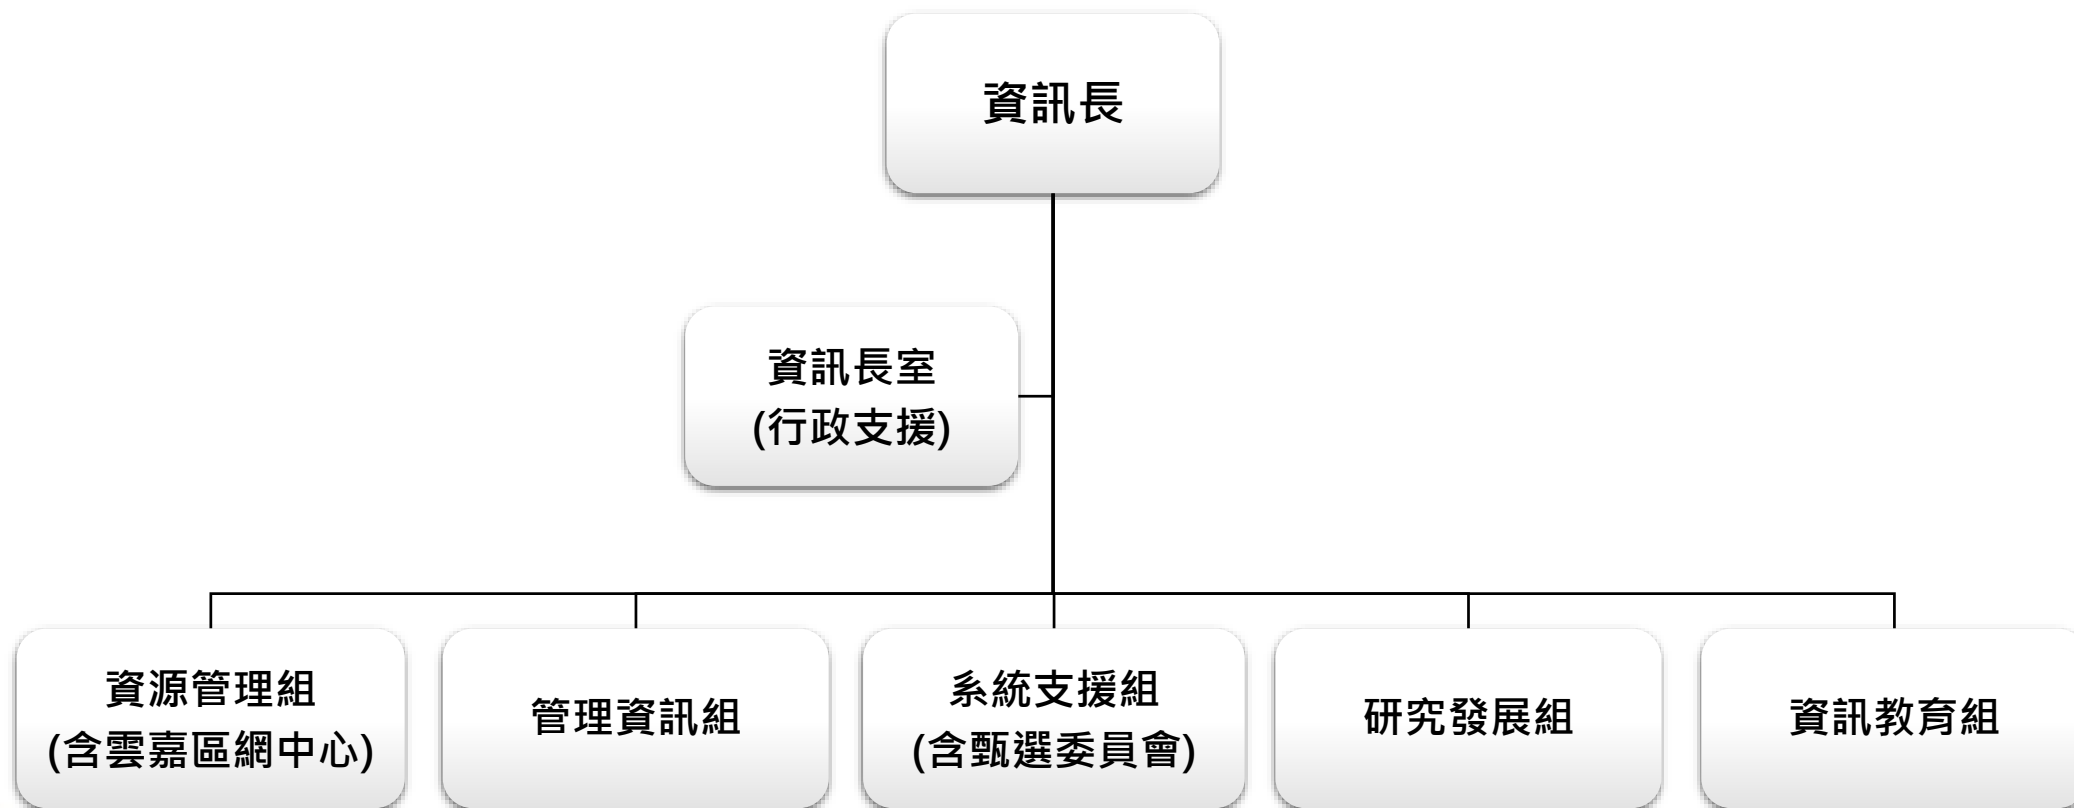 資訊長
資訊長室
(行政支援)
資源管理組
(含雲嘉區網中心)
管理資訊組
系統支援組
(含甄選委員會)
研究發展組
資訊教育組